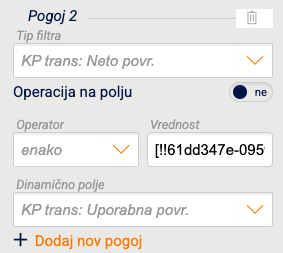 Pogoj 2
Tip filtra
KP trans: Neto povr.
Operacija na polju
ne
Operator
Vrednost
enako
[!!61dd347e-095
Dinamično polje
KP trans: Uporabna povr.
+ Dodaj nov pogoj